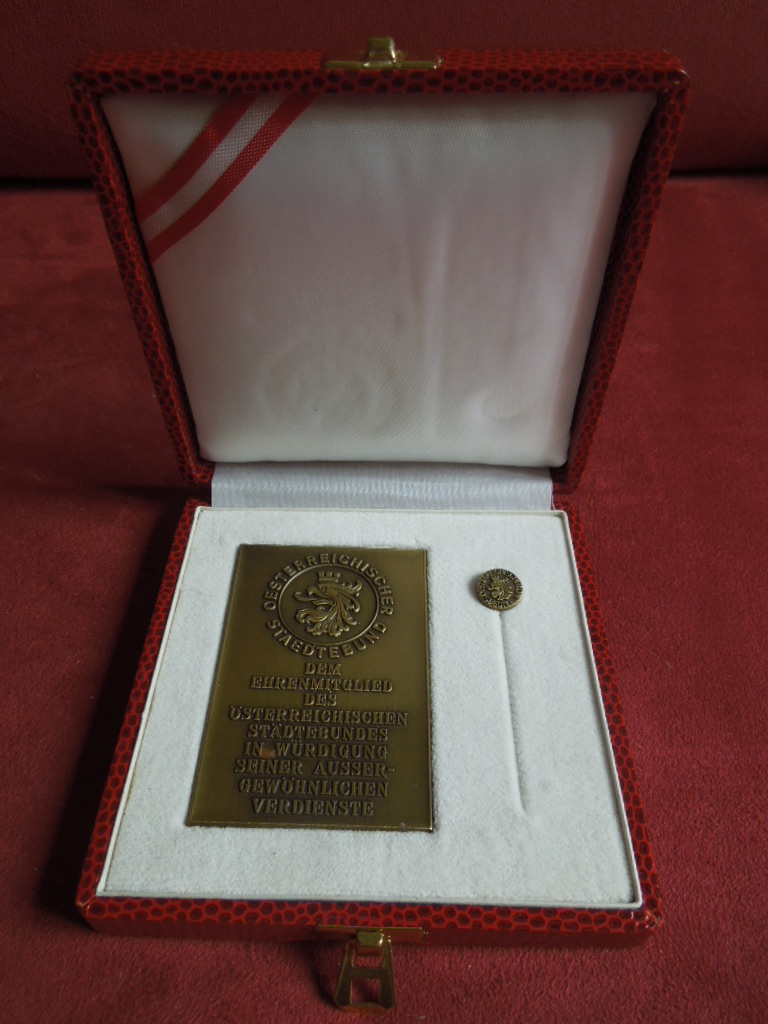 OESTERREICHISCHER
STAEDTEBUND
DEM
EHRENMITGLIED
DES
ÖSTERREICHISCHEN
STÄDTEBUNDES
IN WÜRDIGUNG
SEINER AUSSER-
GEWÖHNLICHEN
VERDIENSTE